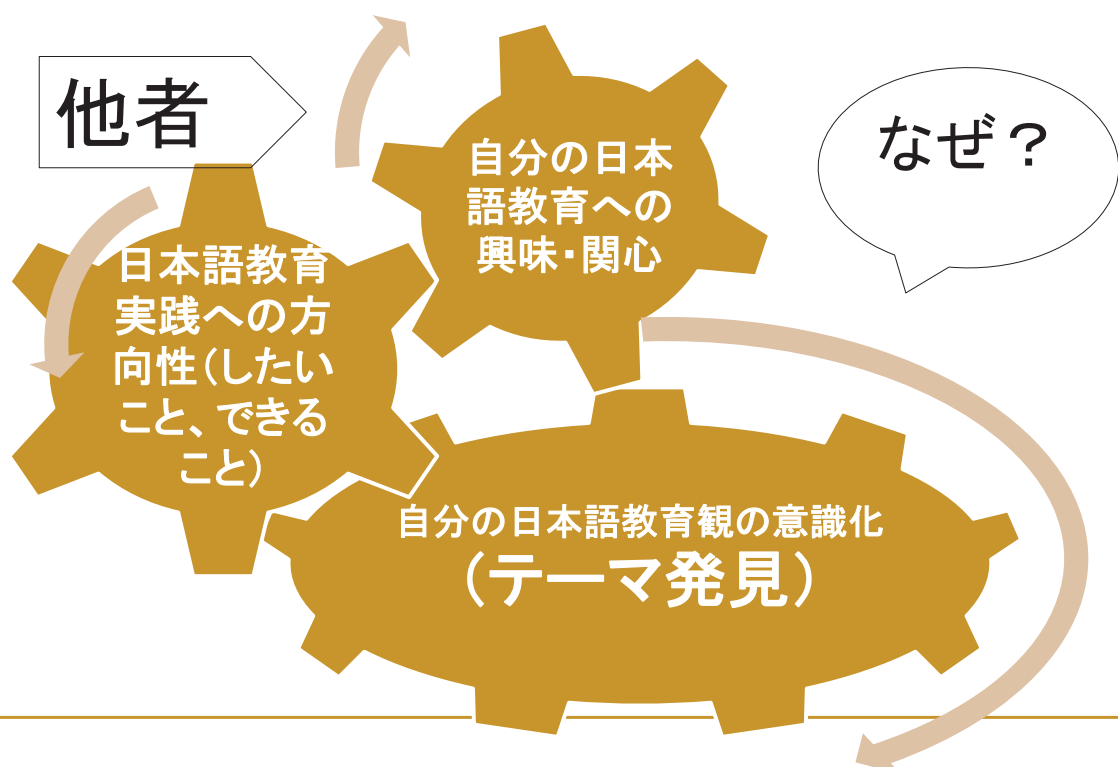 他者
自分の日本
語教育への
興味・関心
なぜ？
日本語教育
実践への方
向性（したい
こと、できる
こと）
自分の日本語教育観の意識化
（テーマ発見）